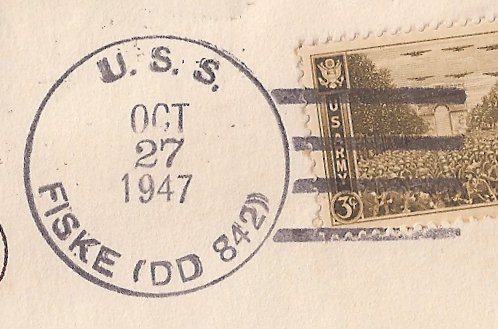 U. S. S.
OCT
27
1947
FISKE (DD 842)
U.S. ARMY
3¢